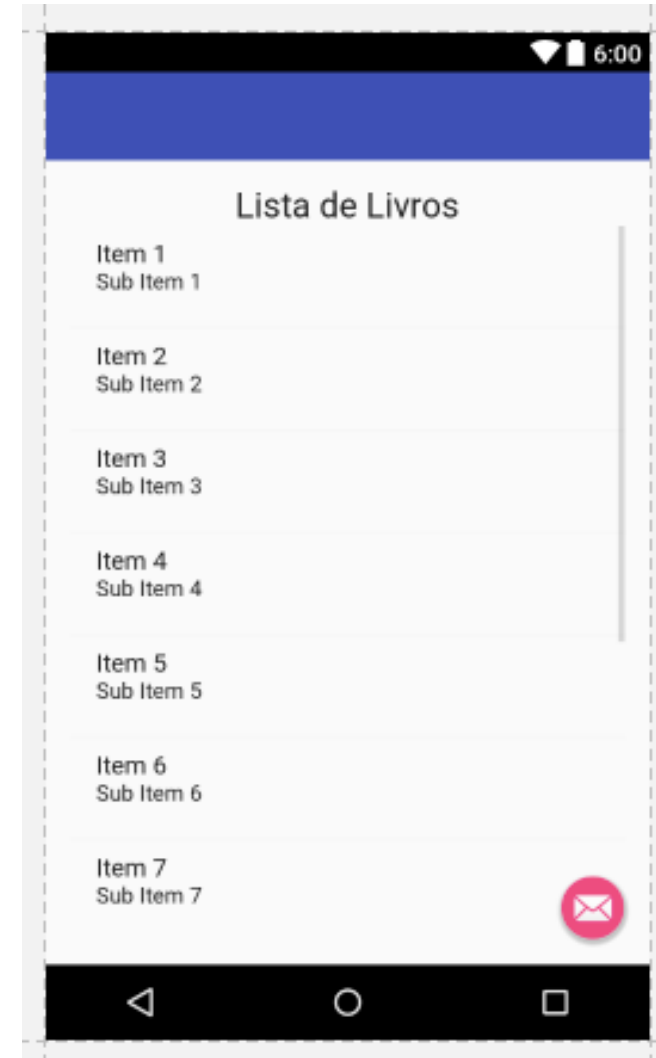 6:00
Lista de Livros
Item 1
Sub Item 1
Item 2
Sub Item 2
Item 3
Sub Item 3
Item 4
Sub Item 4
Item 5
Sub Item 5
Item 6
Sub Item 6
Item 7
Sub Item 7